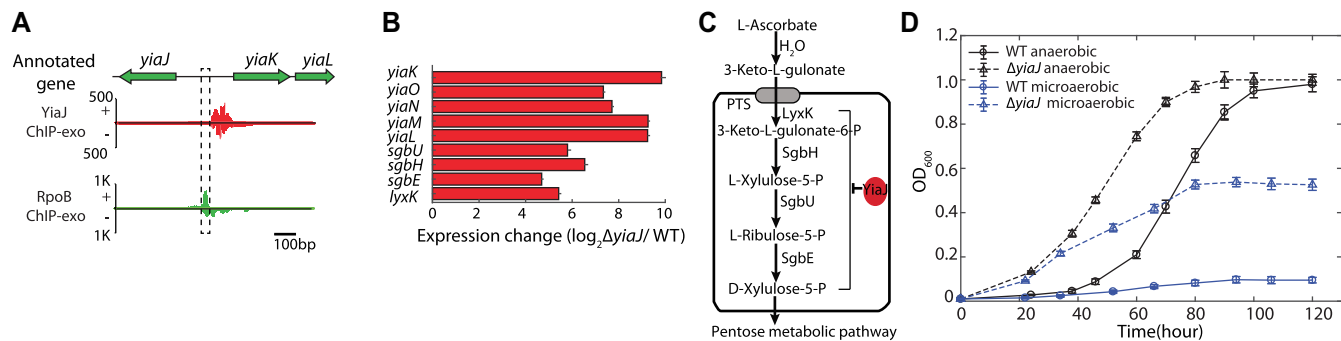 A
Annotated gene
yiaJ
yiaK
yiaL
YiaJ
ChIP-exo
500
+
-
500
RpoB
ChIP-exo
1K
+
-
1K
100bp
B
yiaK
yiaO
yiaN
yiaM
yiaL
sgbU
sgbH
sgbE
lyxK
0 2 4 6 8 10
Expression change (log2ΔyiaJ/ WT)
C
L-Ascorbate
H2O
3-Keto-L-gulonate
PTS
LyxK
3-Keto-L-gulonate-6-P
SgbH
L-Xylulose-5-P
YiaJ
SgbU
L-Ribulose-5-P
SgbE
D-Xylulose-5-P
Pentose metabolic pathway
D
WT anaerobic
ΔyiaJ anaerobic
WT microaerobic
ΔyiaJ microaerobic
OD600
1.2
1.0
0.8
0.6
0.4
0.2
0
0 20 40 60 80 100 120
Time(hour)